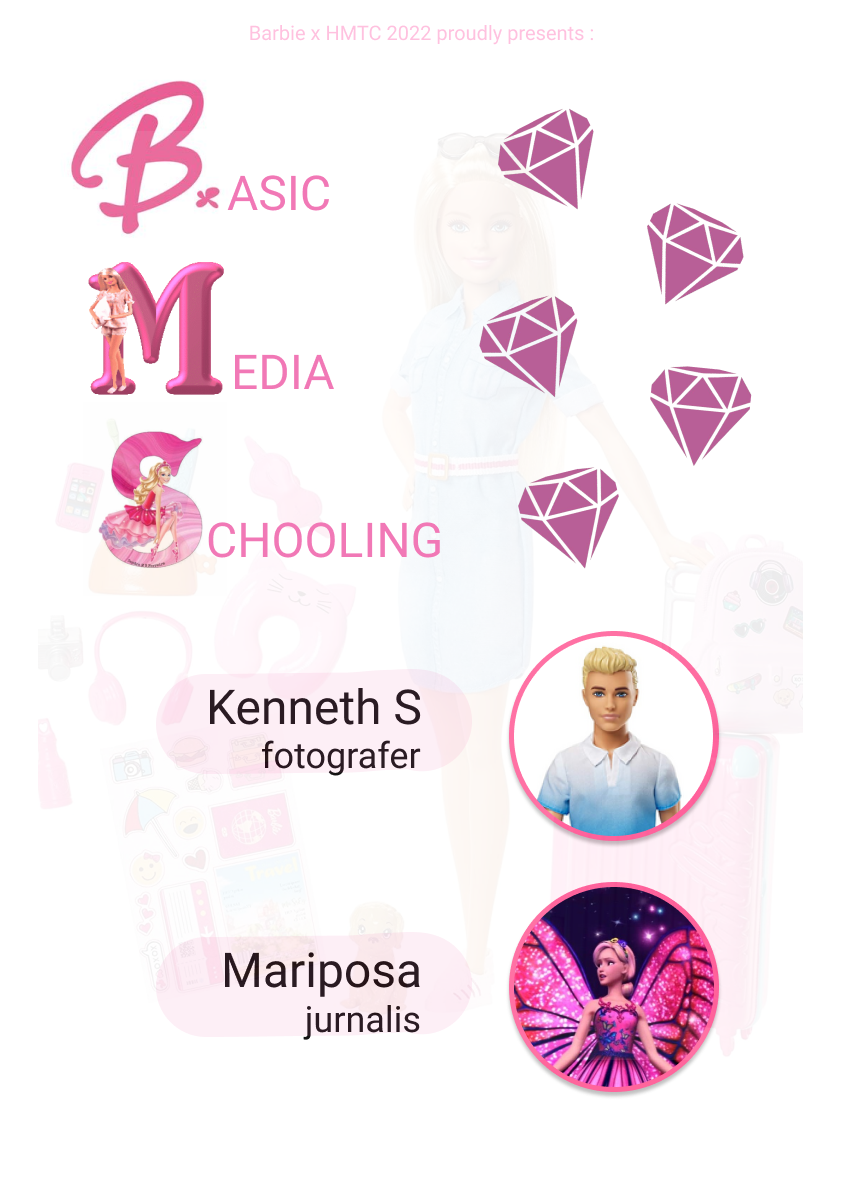 Barbie x HMTC 2022 proudly presents :
BASIC
MEDIA
SCHOOLING
Kenneth S
fotografer
Mariposa
jurnalis